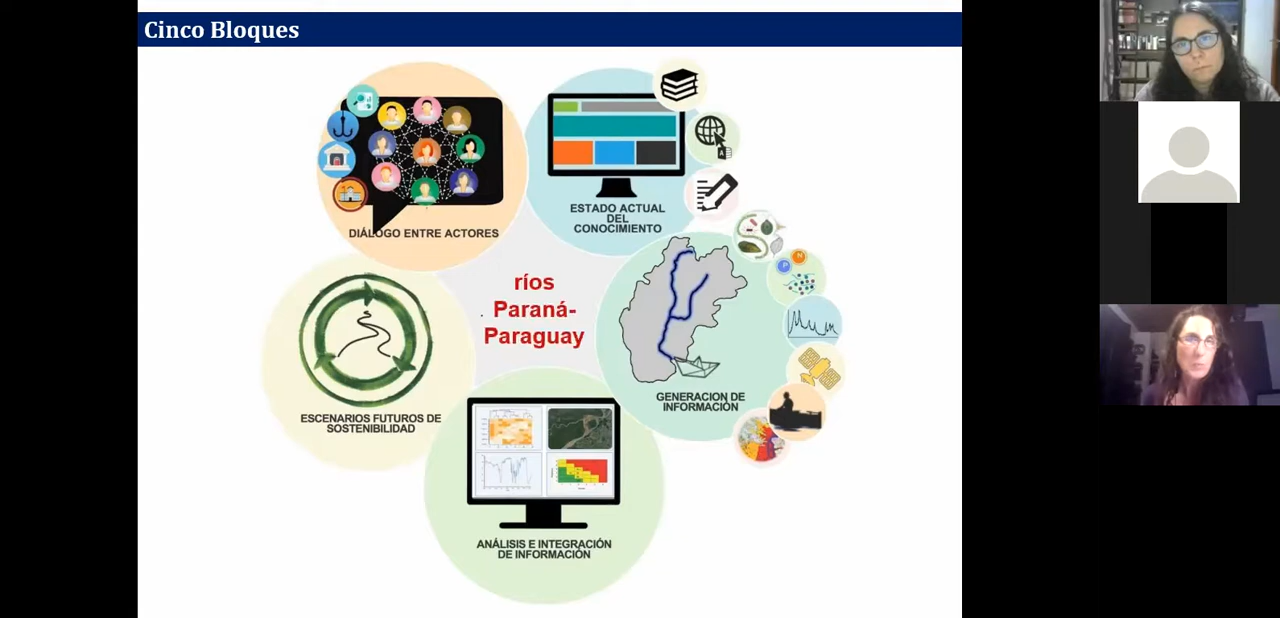 Cinco Bloques
DIÁLOGO ENTRE ACTORES
ESTADO ACTUAL
DEL
CONOCIMIENTO
ríos
Paraná-
Paraguay
P
N
GENERACION DE
INFORMACIÓN
ESCENARIOS FUTUROS DE
SOSTENIBILIDAD
ANÁLISIS E INTEGRACIÓN
DE INFORMACIÓN